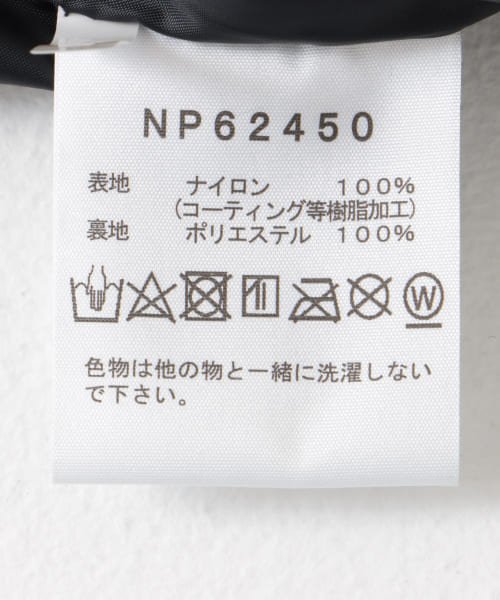 NP62450
表地 ナイロン 100%
(コーティング等樹脂加工)
裏地 ポリエステル 100%
W
色物は他の物と一緒に洗濯しない
で下さい。